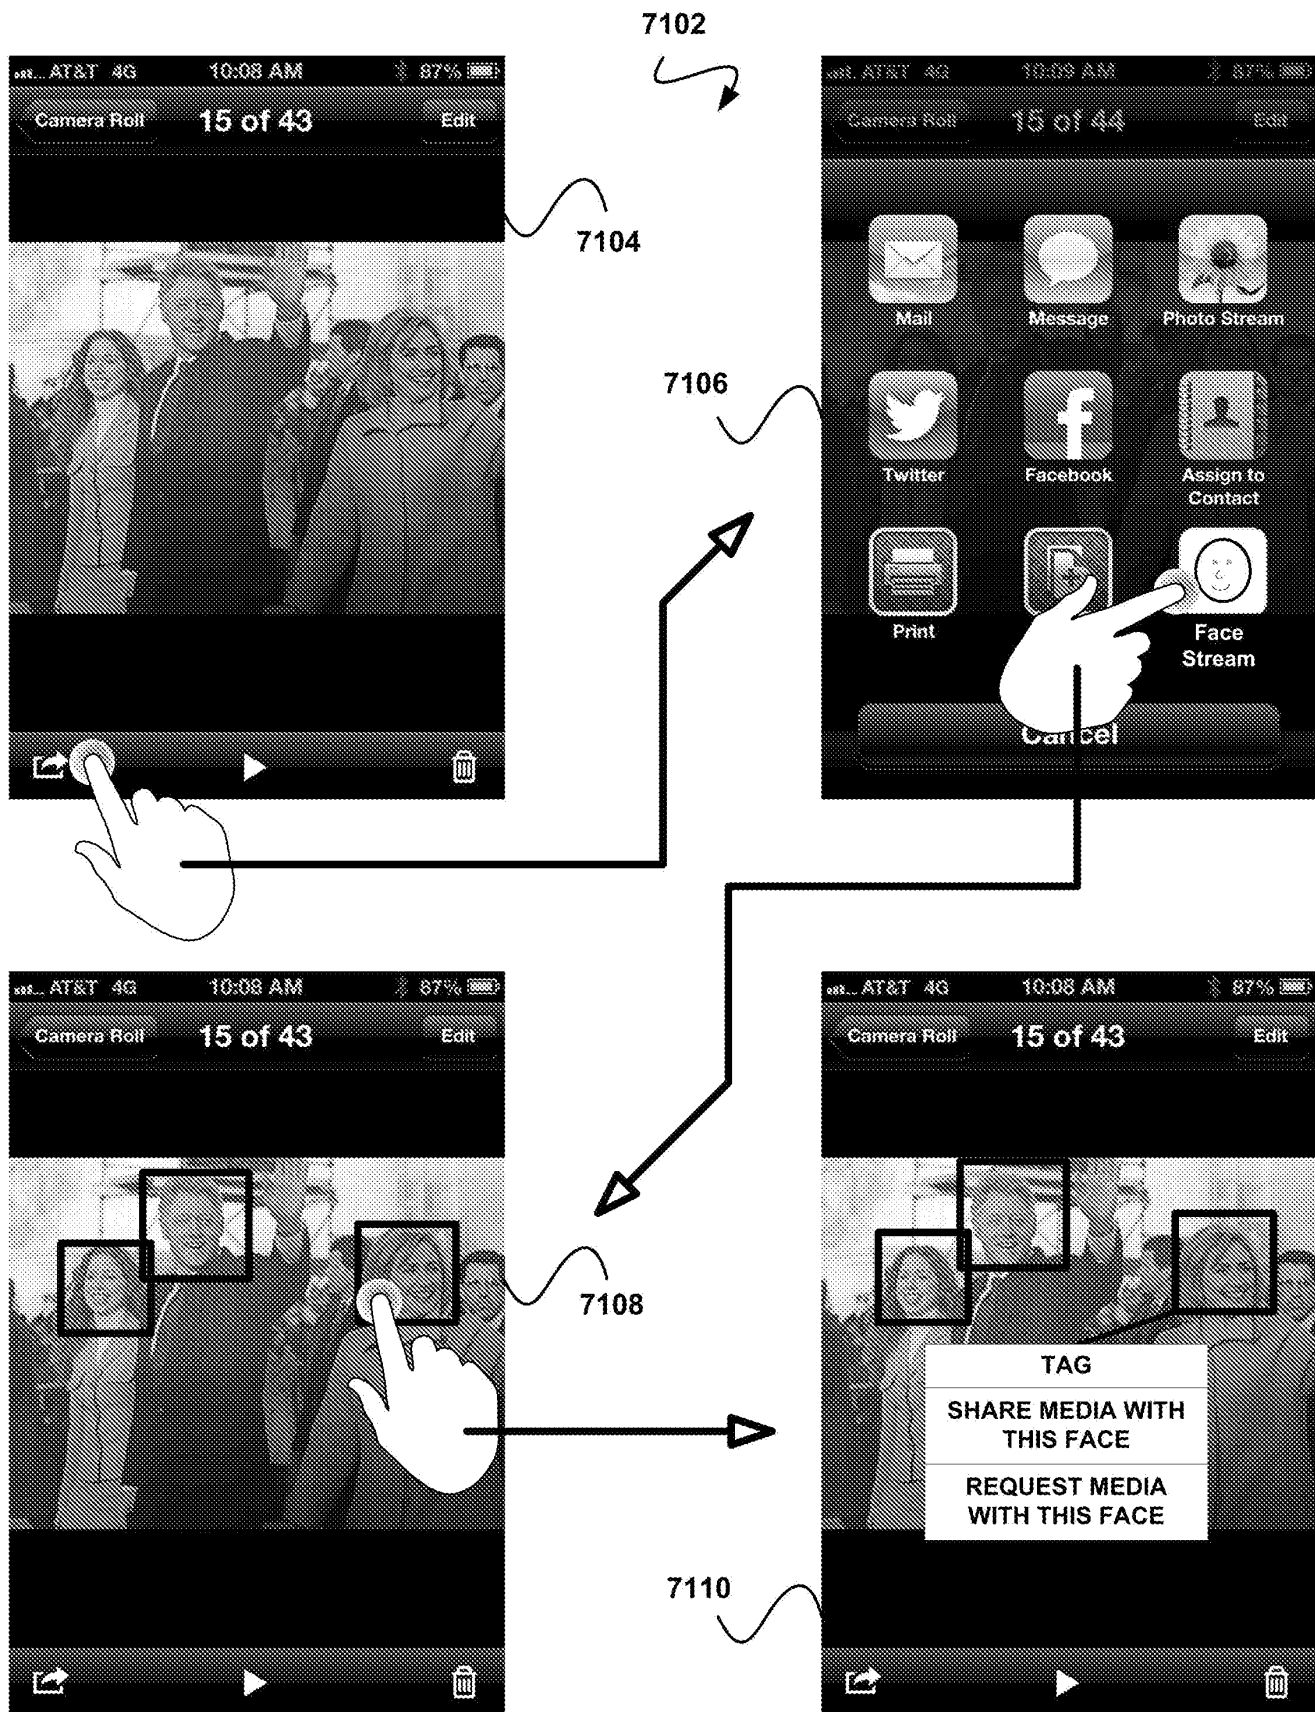 7102
AT&T 4G 10:08 AM 87%
Camera Roll 15 of 43 Edit
7104
AT&T 4G 10:09 AM 87%
Camera Roll 15 of 44 Edit
Mail Message Photo Stream
7106
Twitter Facebook Assign to
Contact
Print Face
Stream
Cancel
AT&T 4G 10:08 AM 87%
Camera Roll 15 of 43 Edit
7108
AT&T 4G 10:08 AM 87%
Camera Roll 15 of 43 Edit
TAG
SHARE MEDIA WITH
THIS FACE
REQUEST MEDIA
WITH THIS FACE
7110